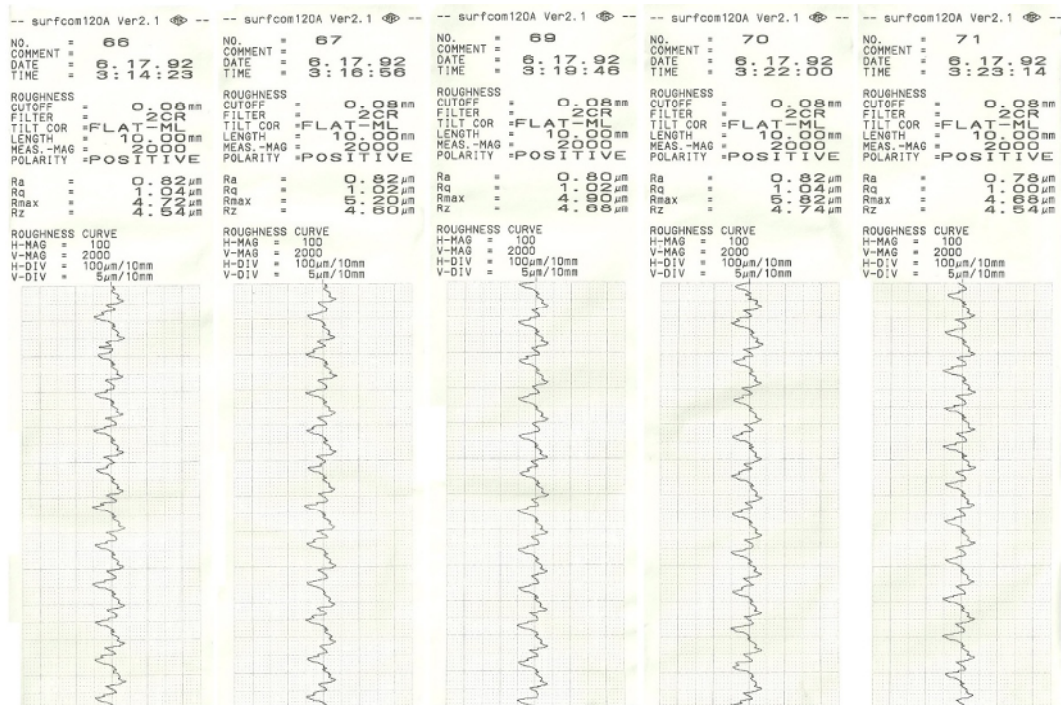 -- surfcom120A Ver2.1 --
NO. = 66
COMMENT =
DATE = 6. 17. 92
TIME = 3:14:23
ROUGHNESS
CUTOFF = 0.08mm
FILTER = 2CR
TILT COR =FLAT-ML
LENGTH = 10.00mm
MEAS.-MAG = 2000
POLARITY =POSITIVE
Ra = 0.82µm
Rq = 1.04µm
Rmax = 4.72µm
Rz = 4.54µm
ROUGHNESS CURVE
H-MAG = 100
V-MAG = 2000
H-DIV = 100µm/10mm
V-DIV = 5µm/10mm
-- surfcom120A Ver2.1 --
NO. = 67
COMMENT =
DATE = 6. 17. 92
TIME = 3:16:56
ROUGHNESS
CUTOFF = 0.08mm
FILTER = 2CR
TILT COR =FLAT-ML
LENGTH = 10.00mm
MEAS.-MAG = 2000
POLARITY =POSITIVE
Ra = 0.82µm
Rq = 1.02µm
Rmax = 5.20µm
Rz = 4.60µm
ROUGHNESS CURVE
H-MAG = 100
V-MAG = 2000
H-DIV = 100µm/10mm
V-DIV = 5µm/10mm
-- surfcom120A Ver2.1 --
NO. = 69
COMMENT =
DATE = 6. 17. 92
TIME = 3:19:46
ROUGHNESS
CUTOFF = 0.08mm
FILTER = 2CR
TILT COR =FLAT-ML
LENGTH = 10.00mm
MEAS.-MAG = 2000
POLARITY =POSITIVE
Ra = 0.80µm
Rq = 1.02µm
Rmax = 4.90µm
Rz = 4.68µm
ROUGHNESS CURVE
H-MAG = 100
V-MAG = 2000
H-DIV = 100µm/10mm
V-DIV = 5µm/10mm
-- surfcom120A Ver2.1 --
NO. = 70
COMMENT =
DATE = 6. 17. 92
TIME = 3:22:00
ROUGHNESS
CUTOFF = 0.08mm
FILTER = 2CR
TILT COR =FLAT-ML
LENGTH = 10.00mm
MEAS.-MAG = 2000
POLARITY =POSITIVE
Ra = 0.82µm
Rq = 1.04µm
Rmax = 5.82µm
Rz = 4.74µm
ROUGHNESS CURVE
H-MAG = 100
V-MAG = 2000
H-DIV = 100µm/10mm
V-DIV = 5µm/10mm
-- surfcom120A Ver2.1 --
NO. = 71
COMMENT =
DATE = 6. 17. 92
TIME = 3:23:14
ROUGHNESS
CUTOFF = 0.08mm
FILTER = 2CR
TILT COR =FLAT-ML
LENGTH = 10.00mm
MEAS.-MAG = 2000
POLARITY =POSITIVE
Ra = 0.78µm
Rq = 1.00µm
Rmax = 4.68µm
Rz = 4.54µm
ROUGHNESS CURVE
H-MAG = 100
V-MAG = 2000
H-DIV = 100µm/10mm
V-DIV = 5µm/10mm